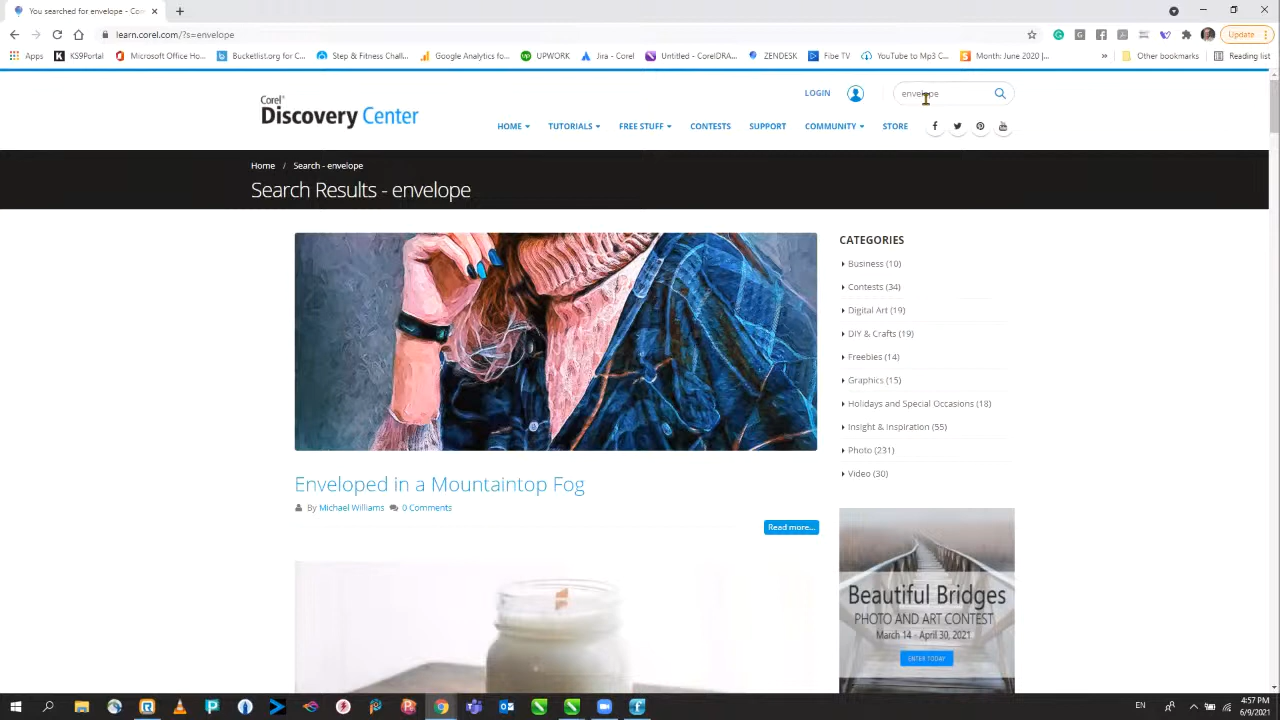 You searched for envelope - Cor
learn.corel.com/?s=envelope
Update
Apps
KS9Portal
Microsoft Office Ho...
Bucketlist.org for C...
Step & Fitness Chall...
Google Analytics fo...
UPWORK
Jira - Corel
Untitled - CorelDRA...
ZENDESK
Fibe TV
YouTube to Mp3 C...
Month: June 2020 |...
»
Other bookmarks
Reading list
LOGIN
envelope
Corel®
Discovery Center
HOME
TUTORIALS
FREE STUFF
CONTESTS
SUPPORT
COMMUNITY
STORE
Home / Search - envelope
Search Results - envelope
Enveloped in a Mountaintop Fog
By Michael Williams 0 Comments
Read more...
CATEGORIES
Business (10)
Contests (34)
Digital Art (19)
DIY & Crafts (19)
Freebies (14)
Graphics (15)
Holidays and Special Occasions (18)
Insight & Inspiration (55)
Photo (231)
Video (30)
Beautiful Bridges
PHOTO AND ART CONTEST
March 14 - April 30, 2021
ENTER TODAY
EN
4:57 PM
6/9/2021